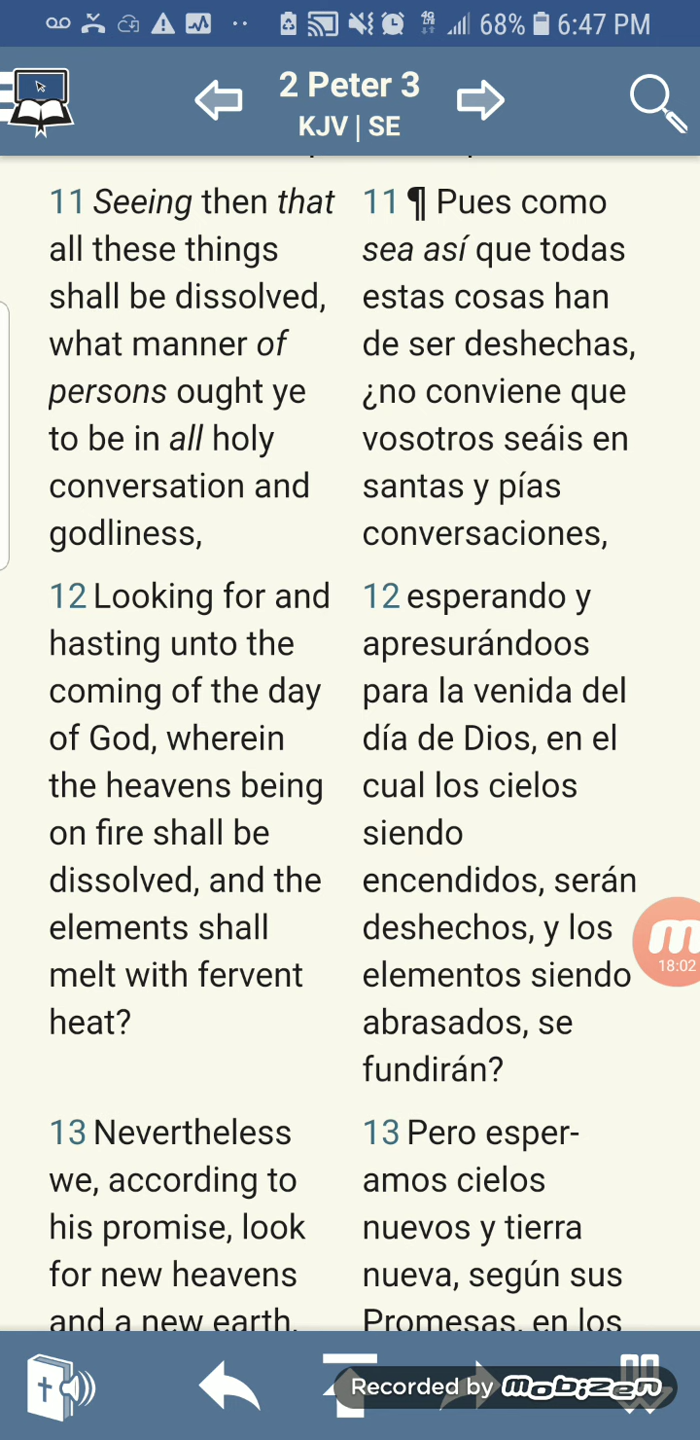 68% 6:47 PM
2 Peter 3
KJV | SE
11 Seeing then that
all these things
shall be dissolved,
what manner of
persons ought ye
to be in all holy
conversation and
godliness,
12 Looking for and
hasting unto the
coming of the day
of God, wherein
the heavens being
on fire shall be
dissolved, and the
elements shall
melt with fervent
heat?
13 Nevertheless
we, according to
his promise, look
for new heavens
and a new earth,
11 ¶ Pues como
sea así que todas
estas cosas han
de ser deshechas,
¿no conviene que
vosotros seáis en
santas y pías
conversaciones,
12 esperando y
apresurándoos
para la venida del
día de Dios, en el
cual los cielos
siendo
encendidos, serán
deshechos, y los
elementos siendo
abrasados, se
fundirán?
13 Pero esper-
amos cielos
nuevos y tierra
nueva, según sus
Promesas, en los
18:02
Recorded by mobizen